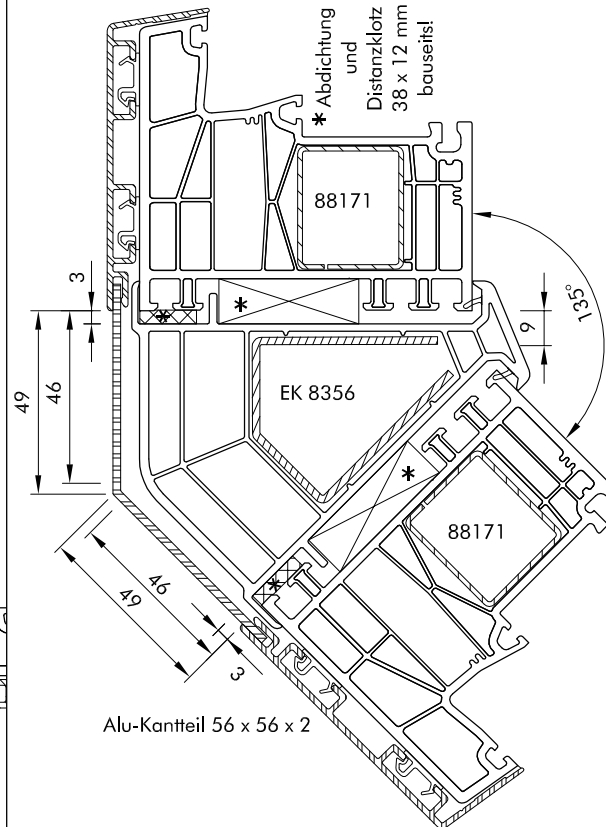 * Abdichtung
und
Distanzklotz
38 x 12 mm
bauseits!
88171
3
*
*
49
46
9
135°
EK 8356
*
88171
*
46
49
3
Alu-Kantteil 56 x 56 x 2